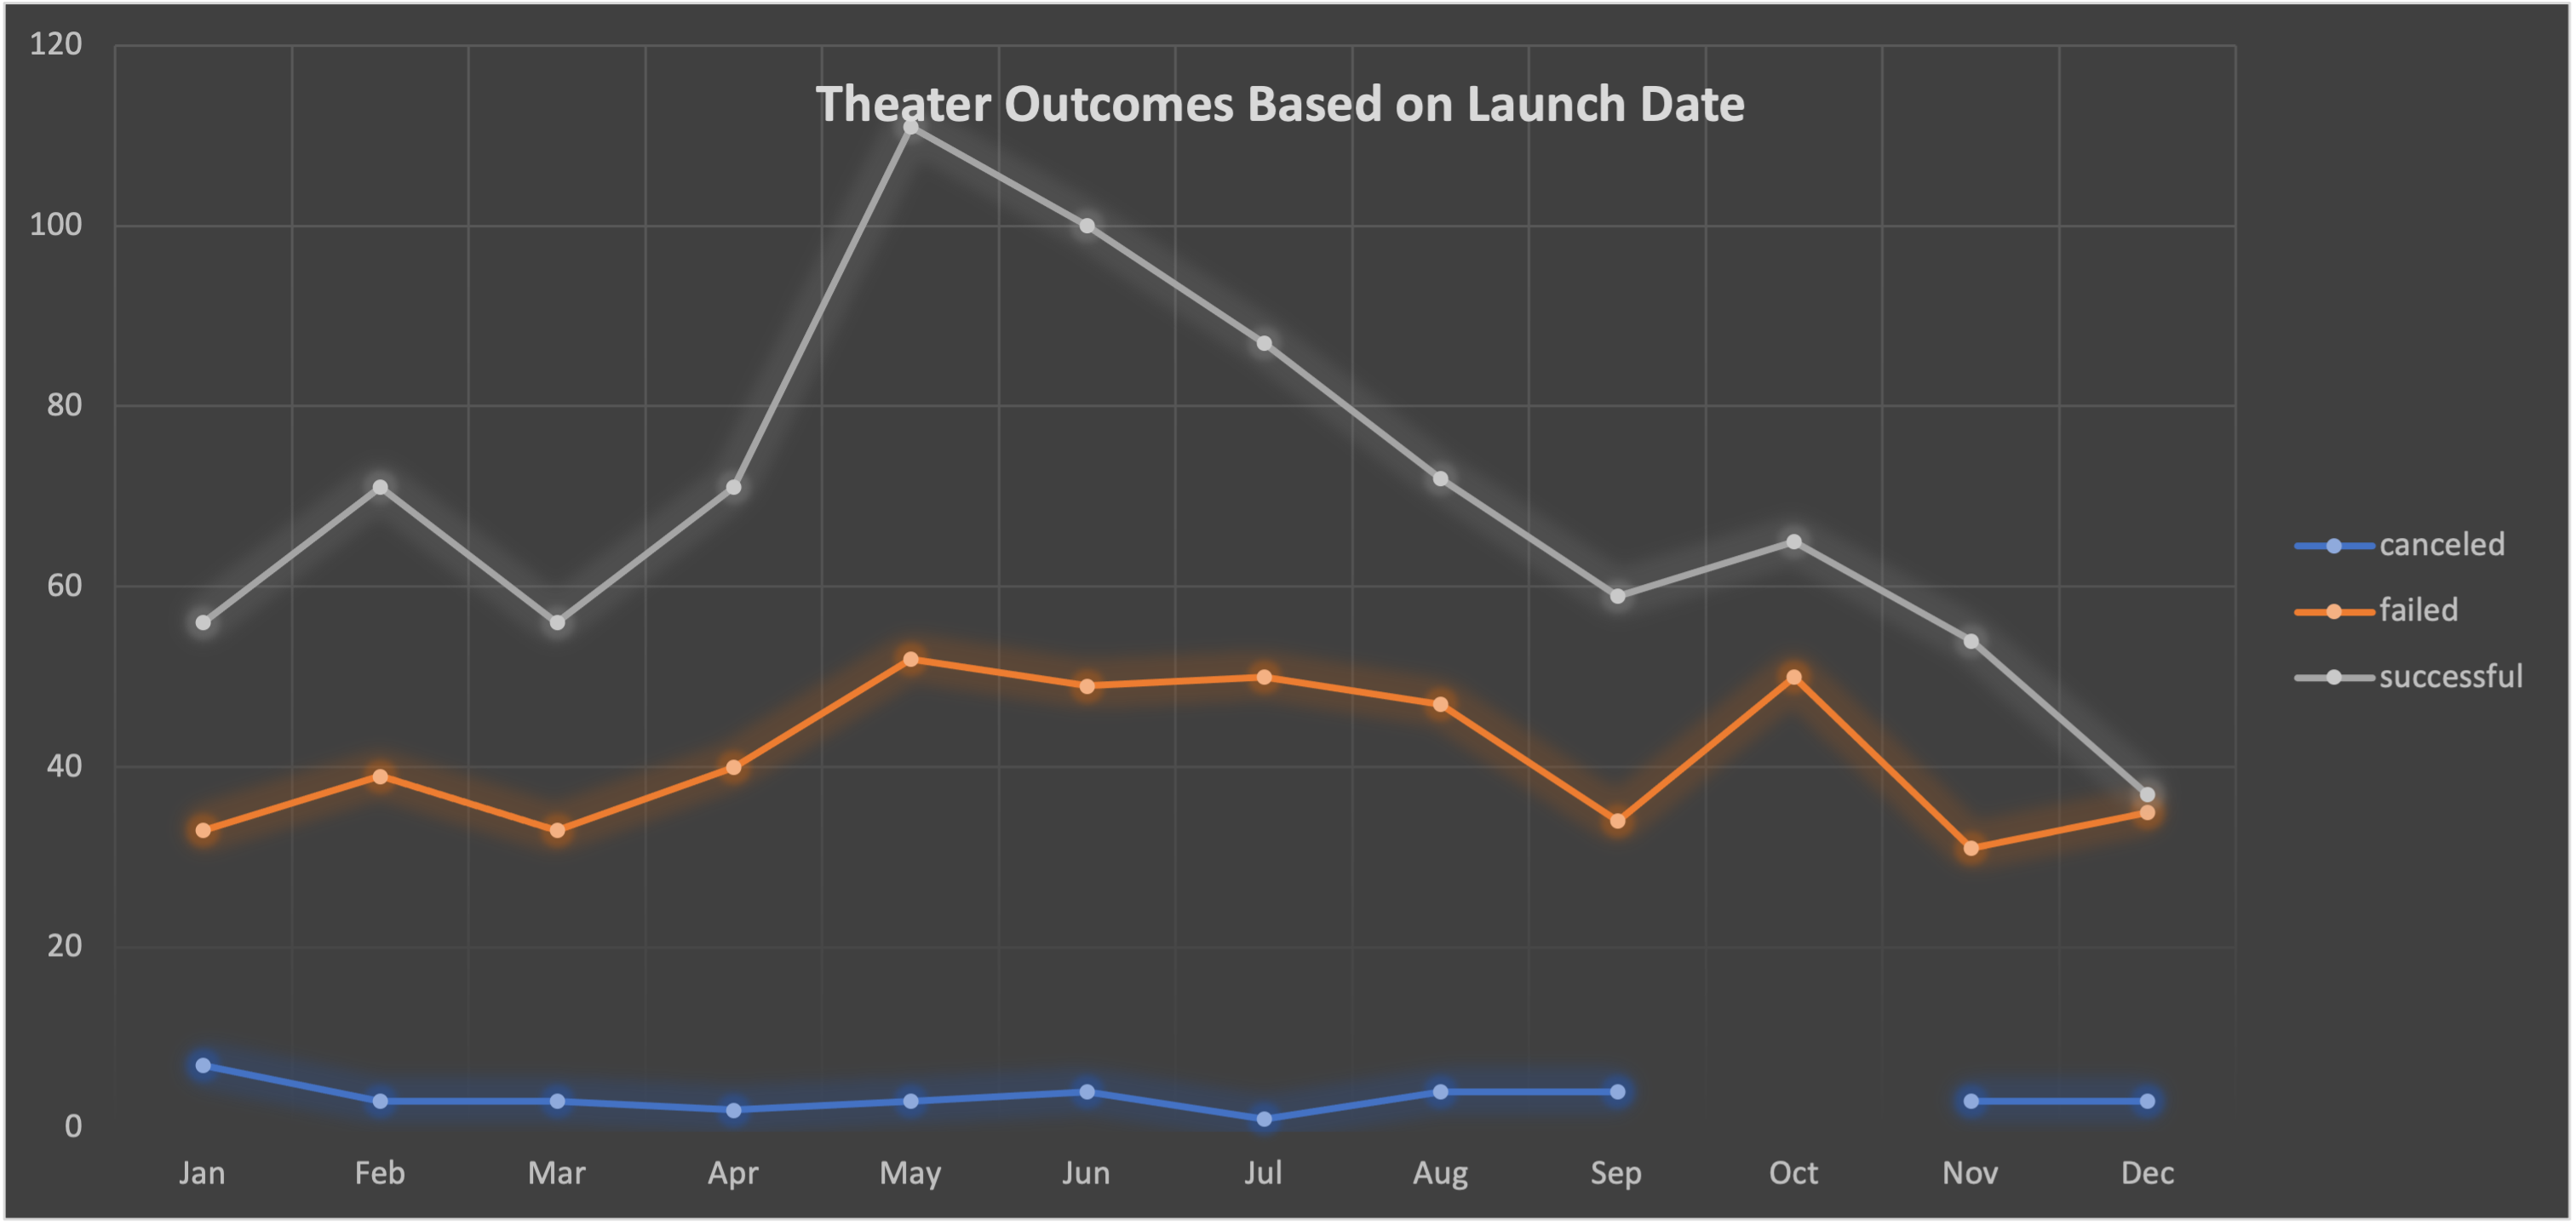 Theater Outcomes Based on Launch Date
120
100
80
60
40
20
0
Jan Feb Mar Apr May Jun Jul Aug Sep Oct Nov Dec
canceled
failed
successful